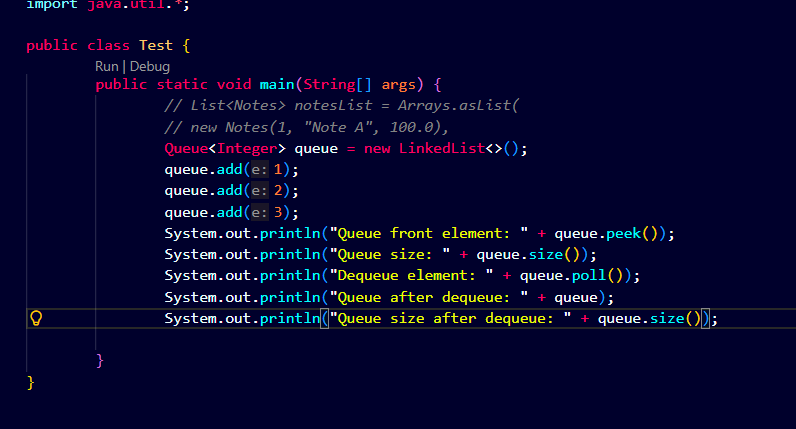 import java.util.*;
public class Test {
Run | Debug
public static void main(String[] args) {
// List<Notes> notesList = Arrays.asList(
// new Notes(1, "Note A", 100.0),
Queue<Integer> queue = new LinkedList<>();
queue.add(e: 1);
queue.add(e: 2);
queue.add(e: 3);
System.out.println("Queue front element: " + queue.peek());
System.out.println("Queue size: " + queue.size());
System.out.println("Dequeue element: " + queue.poll());
System.out.println("Queue after dequeue: " + queue);
System.out.println("Queue size after dequeue: " + queue.size());
}
}